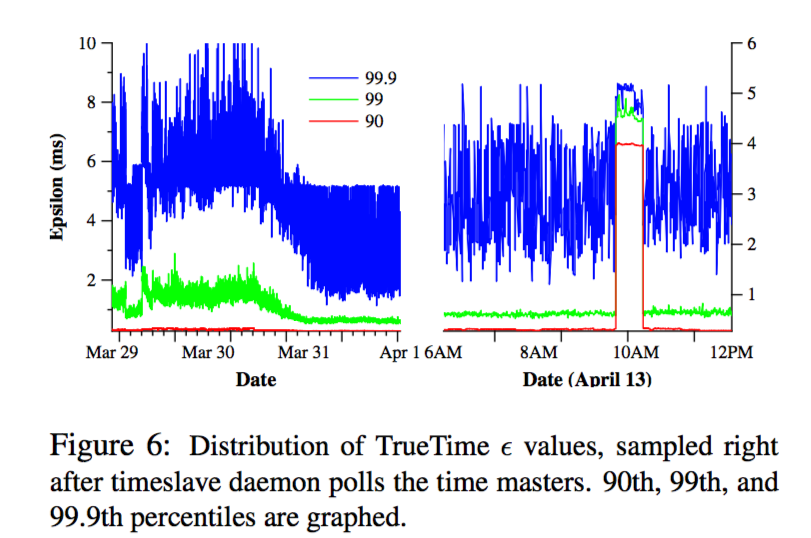 10
8
6
4
2
Epsilon (ms)
Mar 29
Mar 30
Mar 31
Apr 1
Date
99.9
99
90
6
5
4
3
2
1
6AM
8AM
10AM
12PM
Date (April 13)
Figure 6: Distribution of TrueTime ϵ values, sampled right
after timeslave daemon polls the time masters. 90th, 99th, and
99.9th percentiles are graphed.